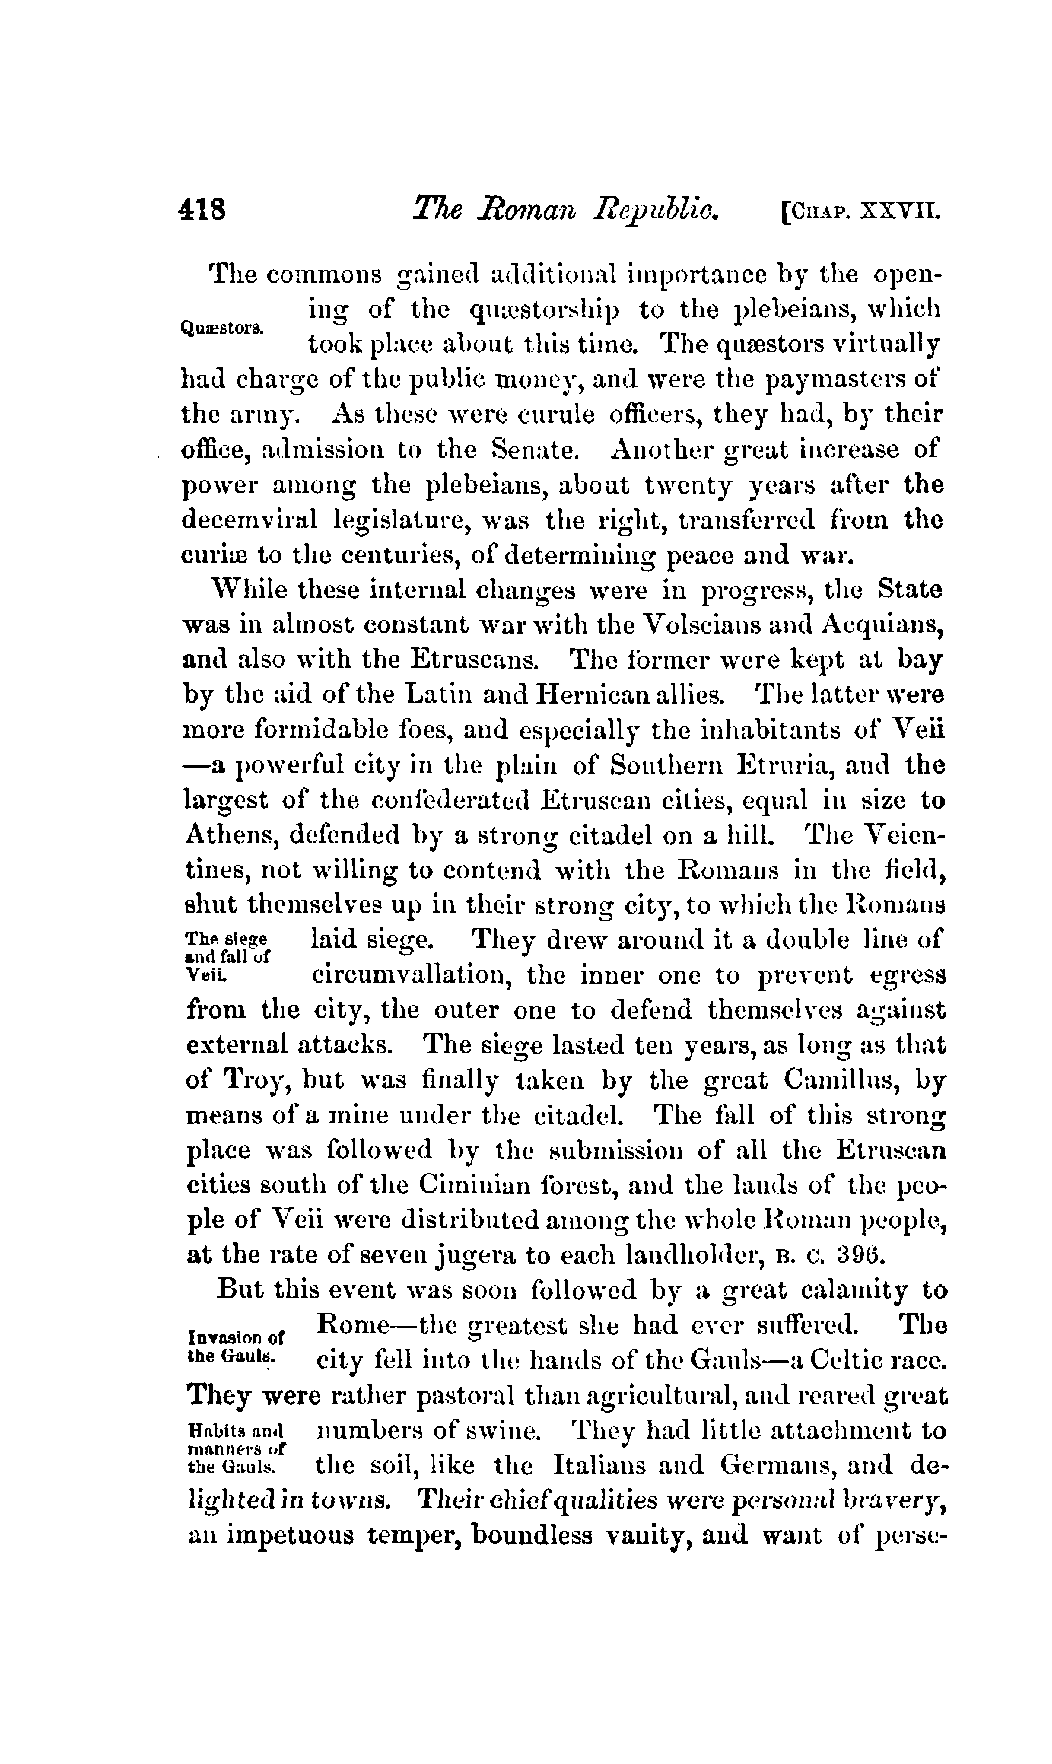 418 The Roman Republic. [CHAP. XXVII.
The commons gained additional importance by the open-
ing of the quæstorship to the plebeians, which
Quæstors.
took place about this time. The quæstors virtually
had charge of the public money, and were the paymasters of
the army. As these were curule officers, they had, by their
office, admission to the Senate. Another great increase of
power among the plebeians, about twenty years after the
decemviral legislature, was the right, transferred from the
curiæ to the centuries, of determining peace and war.
While these internal changes were in progress, the State
was in almost constant war with the Volscians and Aequians,
and also with the Etruscans. The former were kept at bay
by the aid of the Latin and Hernican allies. The latter were
more formidable foes, and especially the inhabitants of Veii
—a powerful city in the plain of Southern Etruria, and the
largest of the confederated Etruscan cities, equal in size to
Athens, defended by a strong citadel on a hill. The Veien-
tines, not willing to contend with the Romans in the field,
shut themselves up in their strong city, to which the Romans
The siege
and fall of
Veii.
laid siege. They drew around it a double line of
circumvallation, the inner one to prevent egress
from the city, the outer one to defend themselves against
external attacks. The siege lasted ten years, as long as that
of Troy, but was finally taken by the great Camillus, by
means of a mine under the citadel. The fall of this strong
place was followed by the submission of all the Etruscan
cities south of the Ciminian forest, and the lands of the peo-
ple of Veii were distributed among the whole Roman people,
at the rate of seven jugera to each landholder, B. C. 396.
But this event was soon followed by a great calamity to
Invasion of
the Gauls.
Rome—the greatest she had ever suffered. The
city fell into the hands of the Gauls—a Celtic race.
They were rather pastoral than agricultural, and reared great
Habits and
manners of
the Gauls.
numbers of swine. They had little attachment to
the soil, like the Italians and Germans, and de-
lighted in towns. Their chief qualities were personal bravery,
an impetuous temper, boundless vanity, and want of perse-